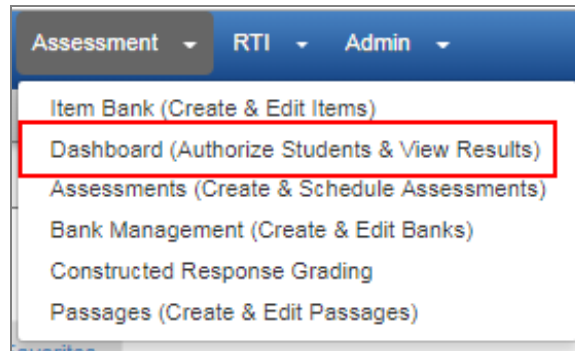 Assessment RTI Admin
Item Bank (Create & Edit Items)
Dashboard (Authorize Students & View Results)
Assessments (Create & Schedule Assessments)
Bank Management (Create & Edit Banks)
Constructed Response Grading
Passages (Create & Edit Passages)